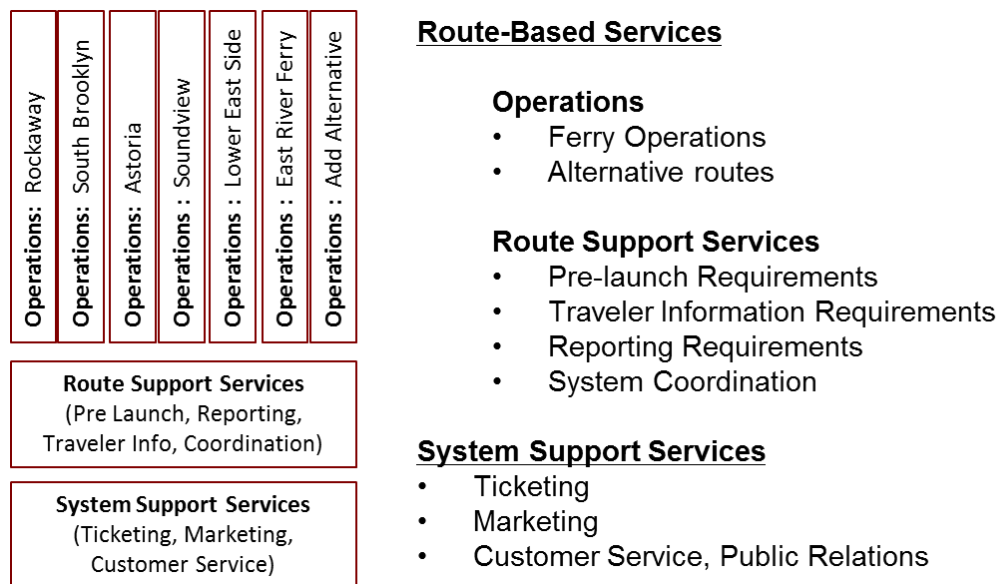 Operations: Rockaway
Operations: South Brooklyn
Operations: Astoria
Operations : Soundview
Operations : Lower East Side
Operations : East River Ferry
Operations : Add Alternative
Route Support Services
(Pre Launch, Reporting,
Traveler Info, Coordination)
System Support Services
(Ticketing, Marketing,
Customer Service)
Route-Based Services
Operations
• Ferry Operations
• Alternative routes
Route Support Services
• Pre-launch Requirements
• Traveler Information Requirements
• Reporting Requirements
• System Coordination
System Support Services
• Ticketing
• Marketing
• Customer Service, Public Relations